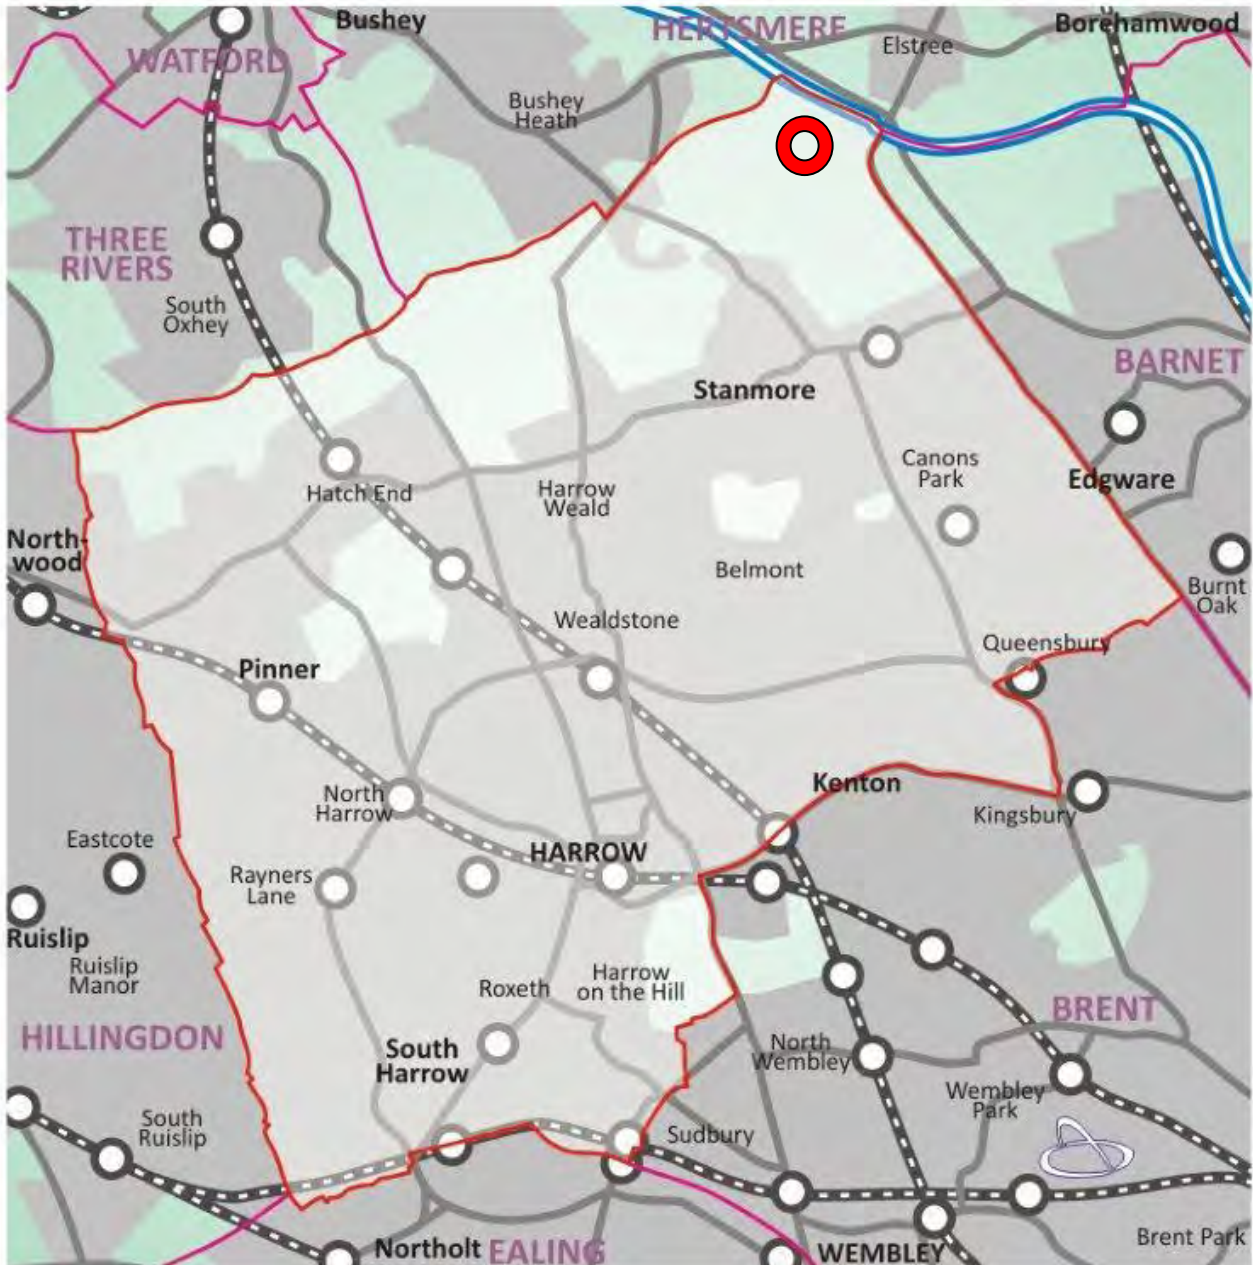 Bushey
HERTSMERE
Borehamwood
Elstree
WATFORD
Bushey
Heath
THREE
RIVERS
South
Oxhey
BARNET
Stanmore
Canons
Park
Edgware
Hatch End
Harrow
Weald
North-
wood
Belmont
Burnt
Oak
Wealdstone
Queensbury
Pinner
Kenton
North
Harrow
Kingsbury
Eastcote
HARROW
Rayners
Lane
Ruislip
Ruislip
Manor
Roxeth
Harrow
on the Hill
BRENT
HILLINGDON
South
Harrow
North
Wembley
Wembley
Park
South
Ruislip
Sudbury
Brent Park
Northolt
EALING
WEMBLEY